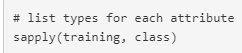 # list types for each attribute
sapply(training, class)